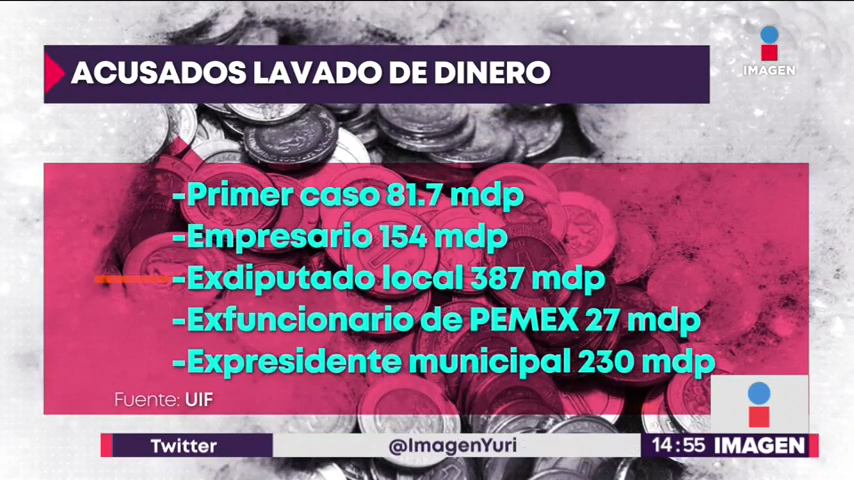 IMAGEN
ACUSADOS LAVADO DE DINERO
-Primer caso 81.7 mdp
-Empresario 154 mdp
-Exdiputado local 387 mdp
-Exfuncionario de PEMEX 27 mdp
-Expresidente municipal 230 mdp
Fuente: UIF
Twitter @ImagenYuri 14:55 IMAGEN